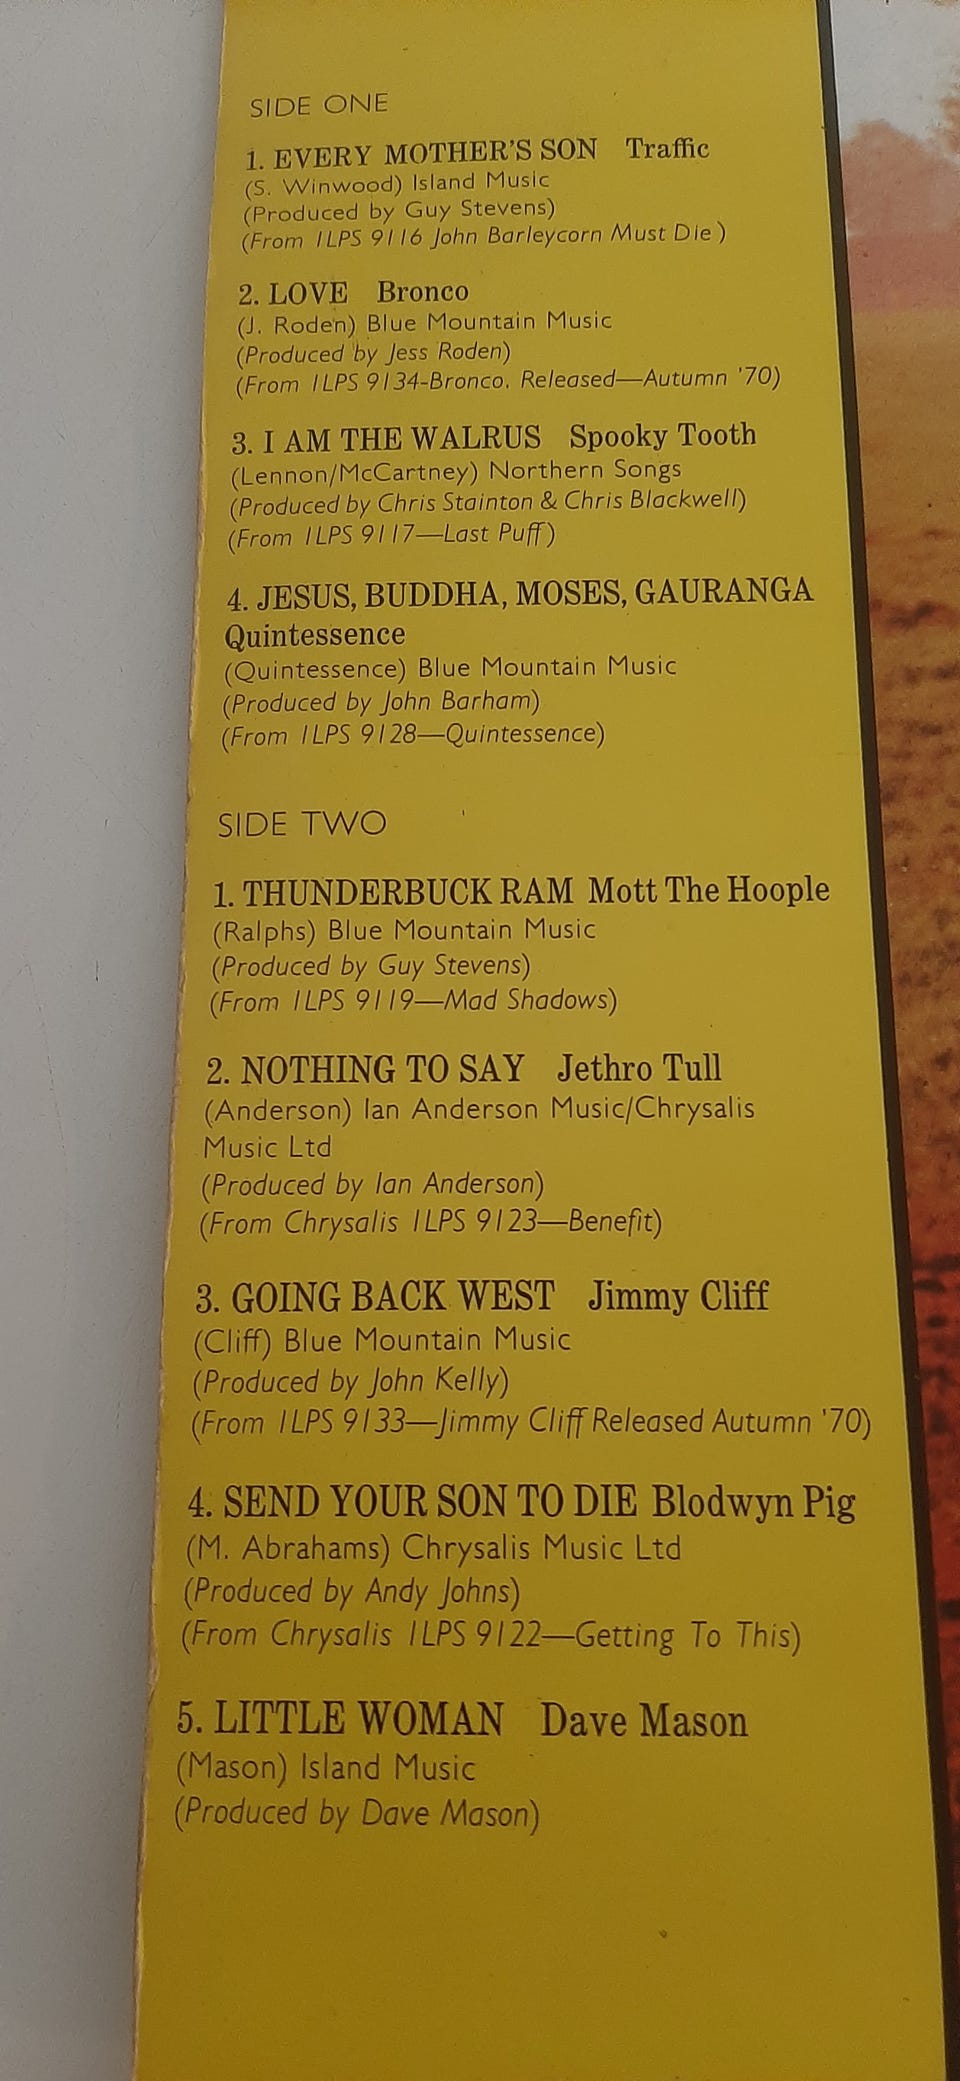 SIDE ONE
1. EVERY MOTHER'S SON Traffic
(S. Winwood) Island Music
(Produced by Guy Stevens)
(From ILPS 9116 John Barleycorn Must Die )
2. LOVE Bronco
(J. Roden) Blue Mountain Music
(Produced by Jess Roden)
(From ILPS 9134-Bronco. Released—Autumn '70)
3. I AM THE WALRUS Spooky Tooth
(Lennon/McCartney) Northern Songs
(Produced by Chris Stainton & Chris Blackwell)
(From ILPS 9117—Last Puff)
4. JESUS, BUDDHA, MOSES, GAURANGA
Quintessence
(Quintessence) Blue Mountain Music
(Produced by John Barham)
(From ILPS 9128—Quintessence)
SIDE TWO
1. THUNDERBUCK RAM Mott The Hoople
(Ralphs) Blue Mountain Music
(Produced by Guy Stevens)
(From ILPS 9119—Mad Shadows)
2. NOTHING TO SAY Jethro Tull
(Anderson) Ian Anderson Music/Chrysalis
Music Ltd
(Produced by Ian Anderson)
(From Chrysalis ILPS 9123—Benefit)
3. GOING BACK WEST Jimmy Cliff
(Cliff) Blue Mountain Music
(Produced by John Kelly)
(From ILPS 9133—Jimmy Cliff Released Autumn '70)
4. SEND YOUR SON TO DIE Blodwyn Pig
(M. Abrahams) Chrysalis Music Ltd
(Produced by Andy Johns)
(From Chrysalis ILPS 9122—Getting To This)
5. LITTLE WOMAN Dave Mason
(Mason) Island Music
(Produced by Dave Mason)